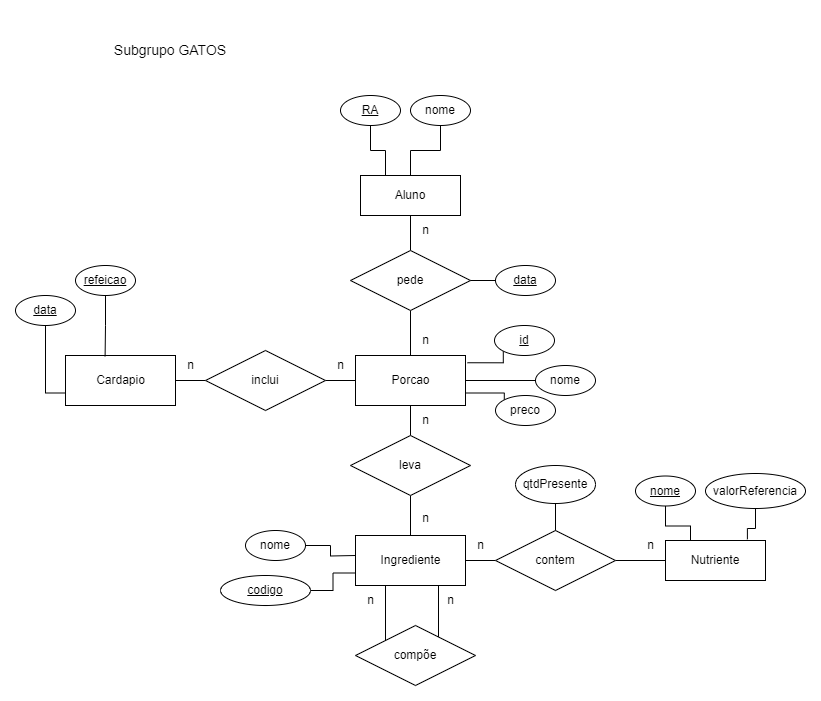 Subgrupo GATOS
RA
nome
Aluno
n
pede
data
refeicao
data
n
id
Cardapio
n
inclui
n
Porcao
nome
preco
n
leva
n
qtdPresente
nome
valorReferencia
nome
codigo
Ingrediente
n
contem
n
Nutriente
n
n
compõe